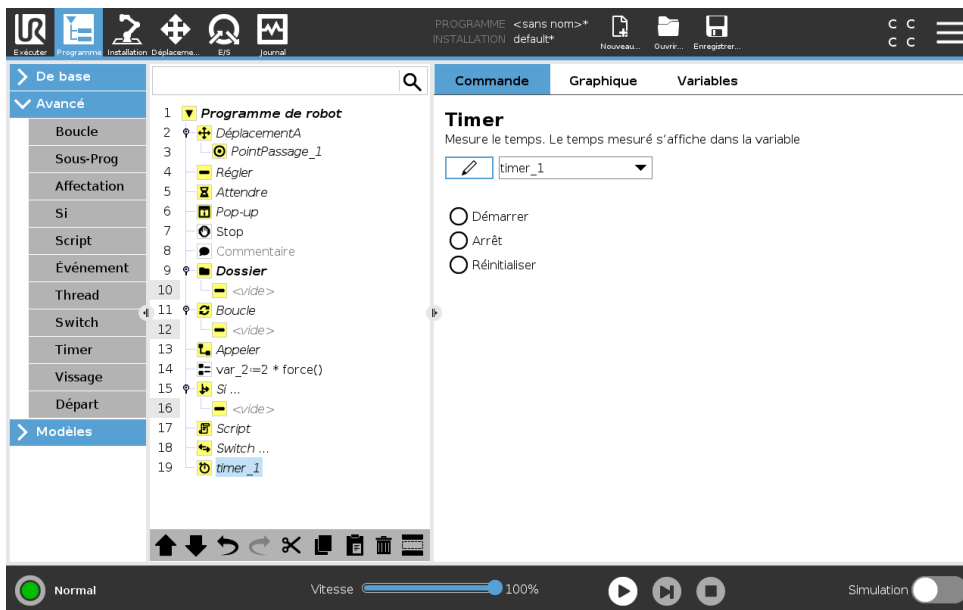 UR
PROGRAMME <sans nom>*
INSTALLATION default*
Exécuter Programme Installation Déplaceme... E/S Journal
Nouveau... Ouvrir... Enregistrer...
C C
C C
De base
Avancé
Boucle
Sous-Prog
Affectation
Si
Script
Événement
Thread
Switch
Timer
Vissage
Départ
Modèles
1 Programme de robot
2 DéplacementA
3 PointPassage_1
4 Régler
5 Attendre
6 Pop-up
7 Stop
8 Commentaire
9 Dossier
10 <vide>
11 Boucle
12 <vide>
13 Appeler
14 var_2:=2 * force()
15 Si ...
16 <vide>
17 Script
18 Switch ...
19 timer_1
Commande Graphique Variables
Timer
Mesure le temps. Le temps mesuré s’affiche dans la variable
timer_1
Démarrer
Arrêt
Réinitialiser
Normal Vitesse 100% Simulation